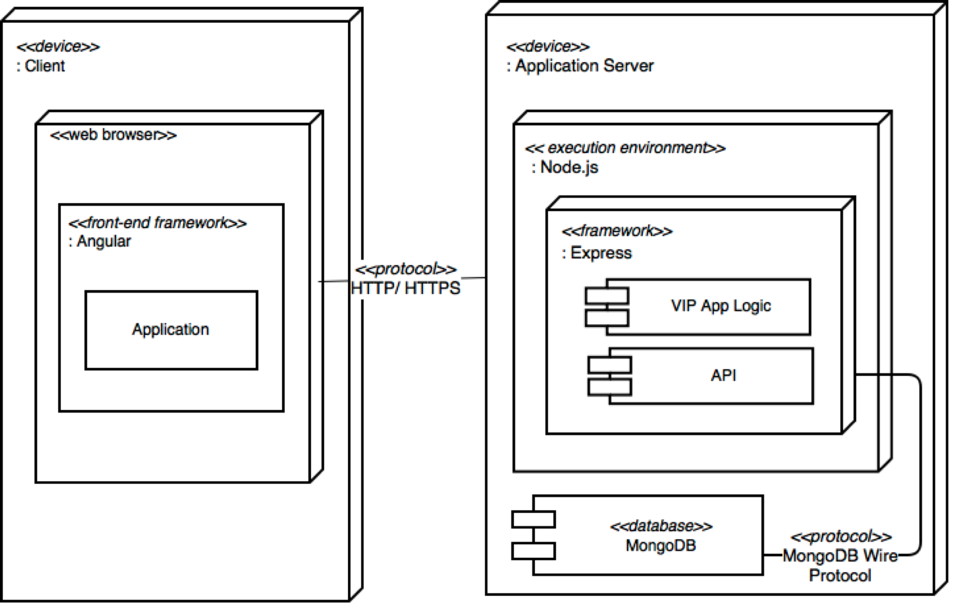 <<device>>
: Client
<<web browser>>
<<front-end framework>>
: Angular
Application
<<protocol>>
HTTP/ HTTPS
<<device>>
: Application Server
<< execution environment>>
: Node.js
<<framework>>
: Express
VIP App Logic
API
<<database>>
MongoDB
<<protocol>>
MongoDB Wire
Protocol